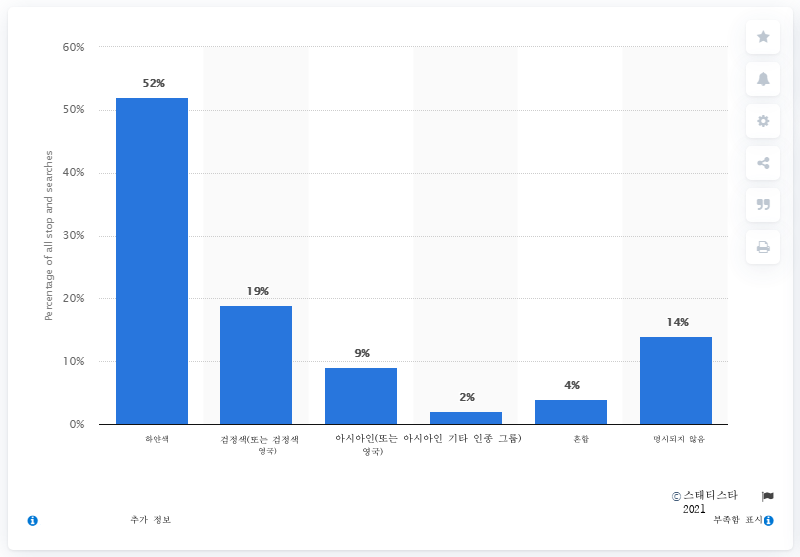 60%
50%
40%
30%
20%
10%
0%
Percentage of all stop and searches
52%
19%
9%
2%
4%
14%
하얀색
검정색(또는 검정색
영국)
아시아인(또는 아시아인 기타 인종 그룹)
영국)
혼합
명시되지 않음
© 스태티스타
2021
추가 정보
부족함 표시